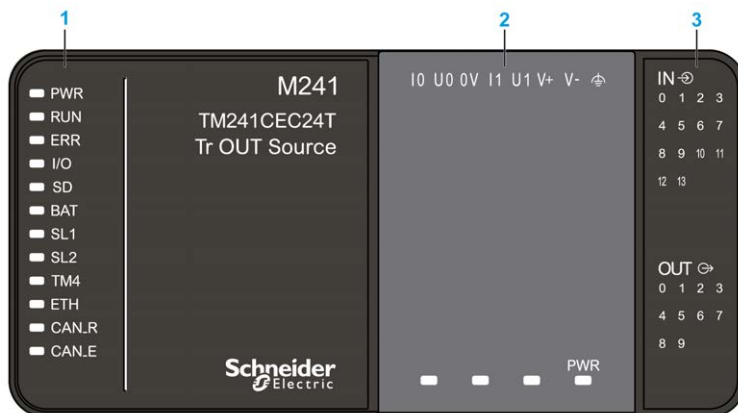 1
2
3
PWR
RUN
ERR
I/O
SD
BAT
SL1
SL2
TM4
ETH
CAN_R
CAN_E
M241
TM241CEC24T
Tr OUT Source
Schneider
Electric
I0 U0 0V I1 U1 V+ V-
PWR
IN
0 1 2 3
4 5 6 7
8 9 10 11
12 13
OUT
0 1 2 3
4 5 6 7
8 9